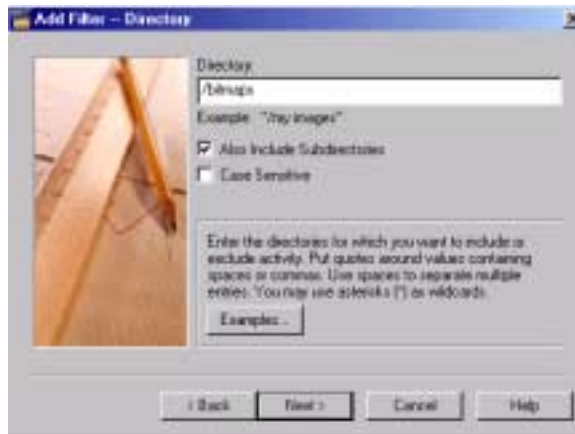 Add Filter -- Directory
Directory
/bitmaps
Example: "/my images"
Also Include Subdirectories
Case Sensitive
Enter the directories for which you want to include or
exclude activity. Put quotes around values containing
spaces or commas. Use spaces to separate multiple
entries. You may use asterisks (*) as wildcards.
Examples...
< Back
Next >
Cancel
Help